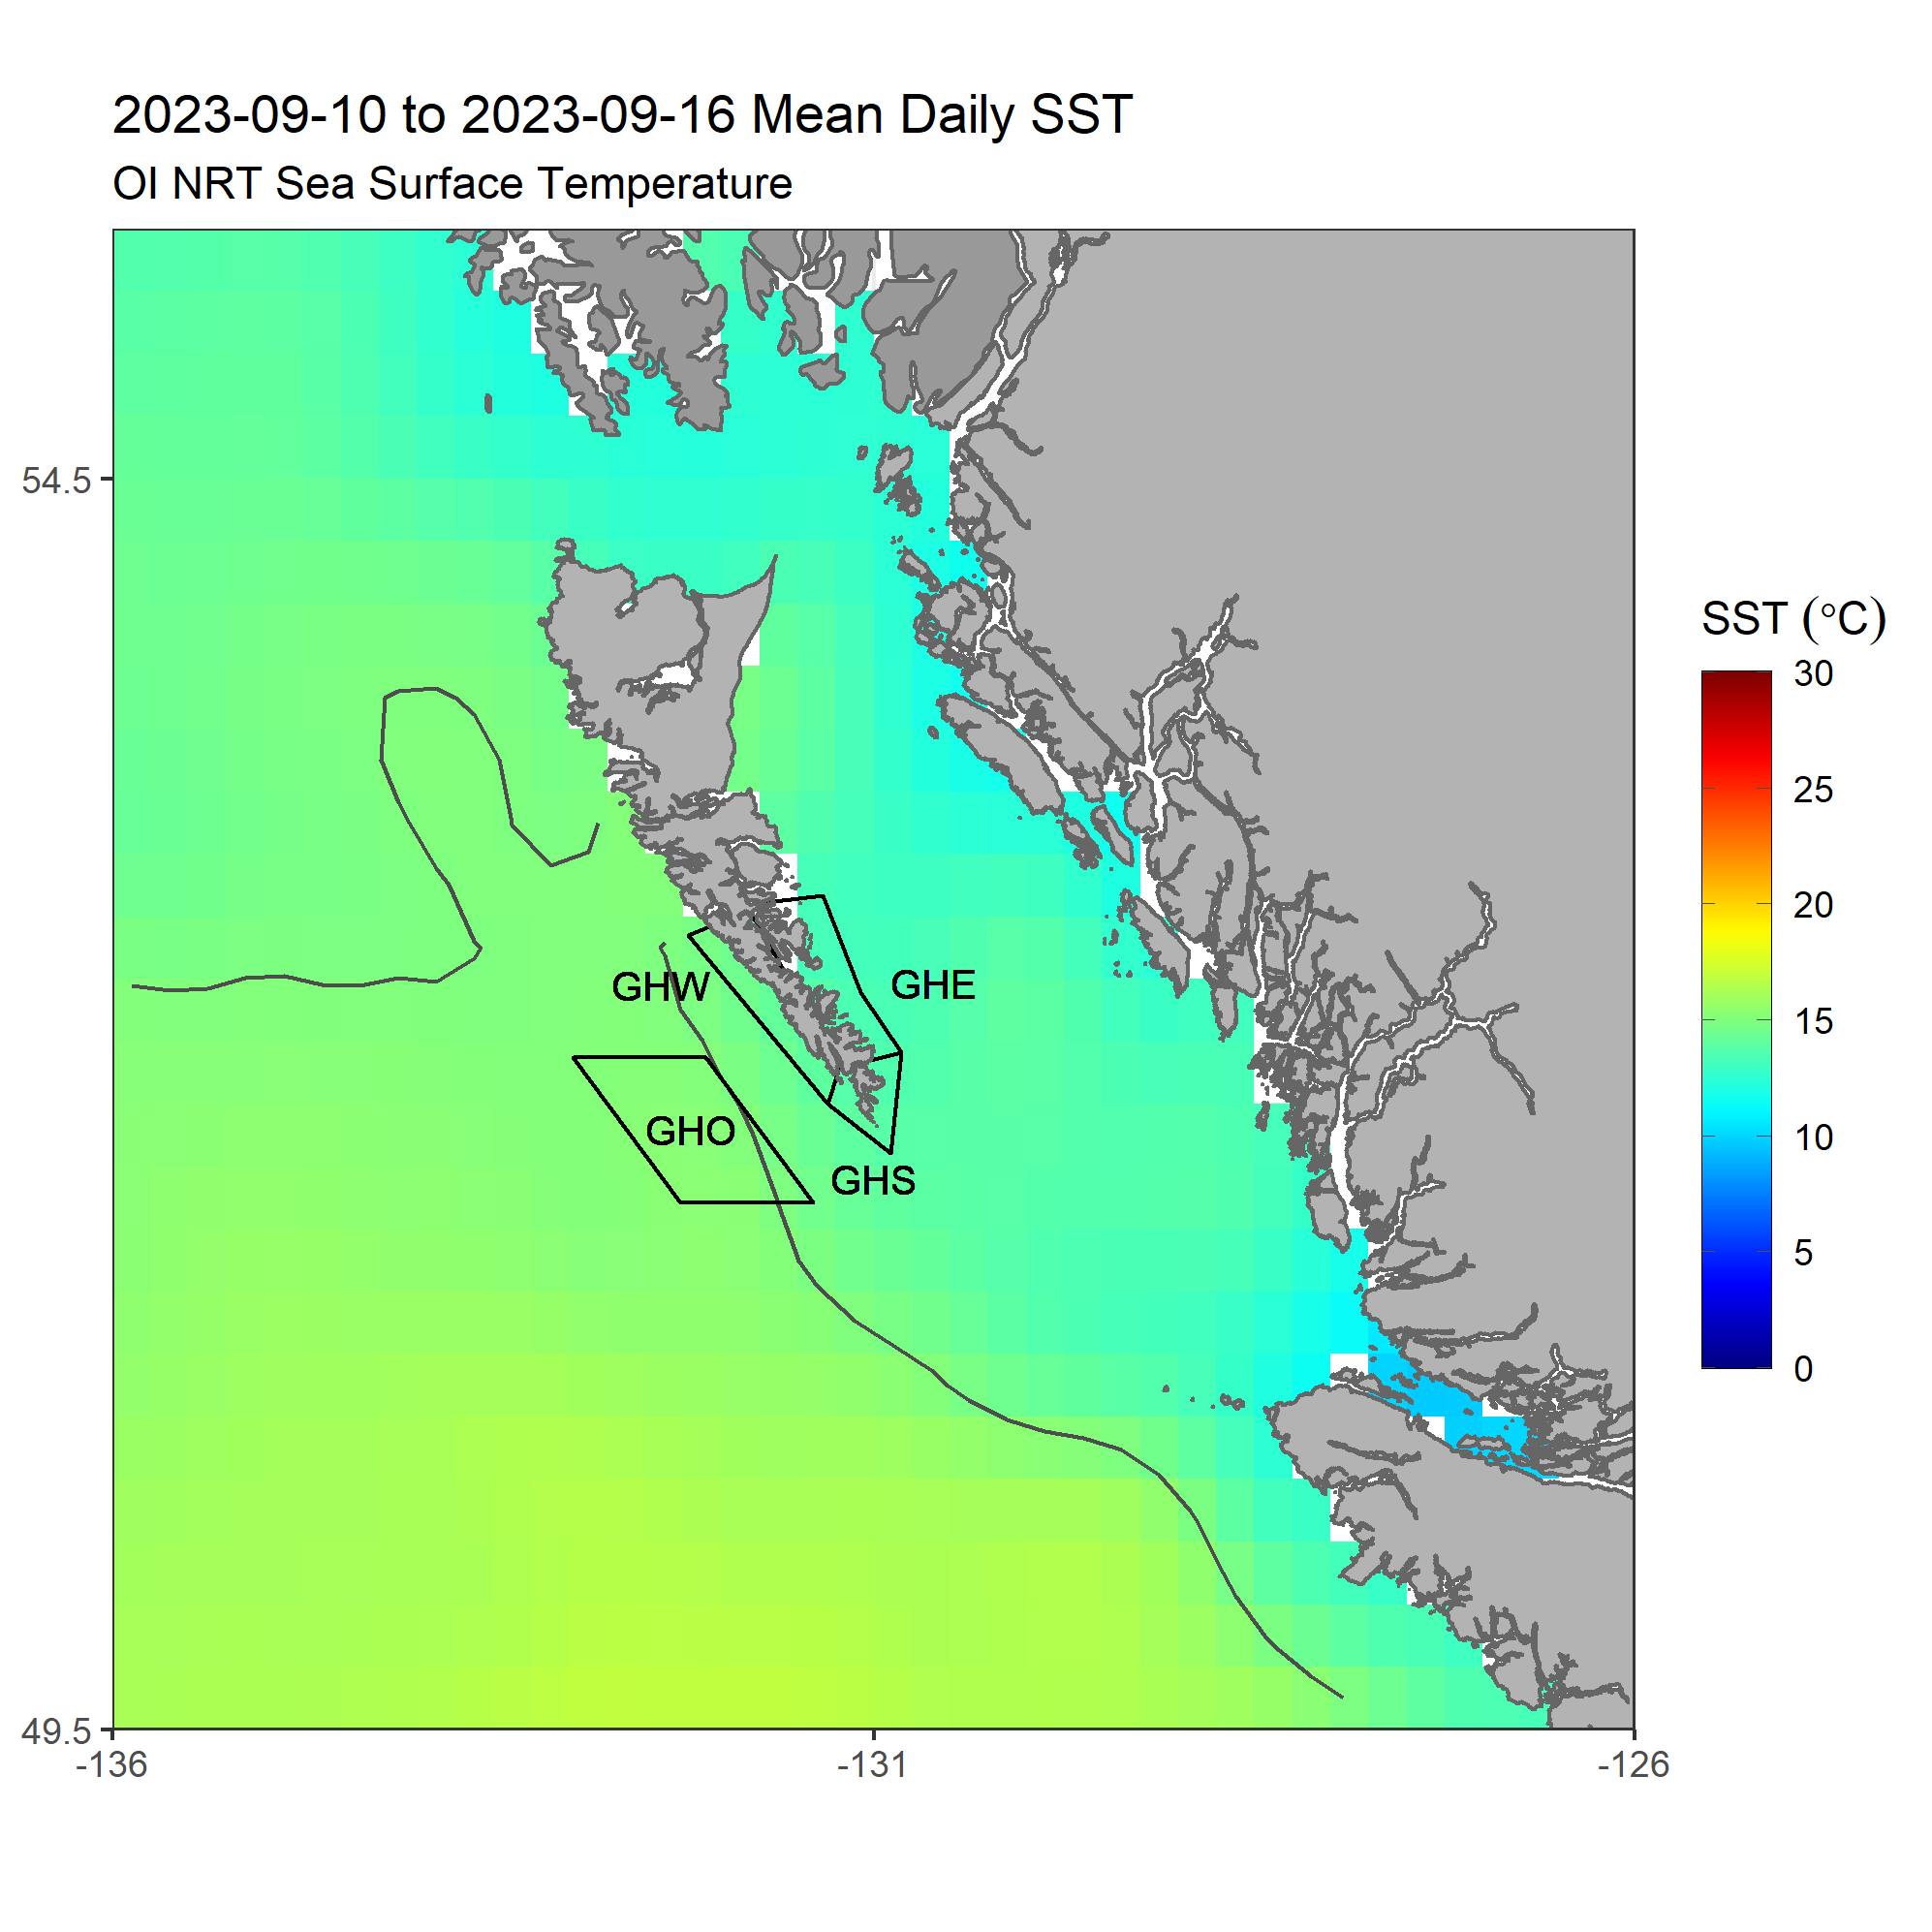 2023-09-10 to 2023-09-16 Mean Daily SST
OI NRT Sea Surface Temperature
54.5
49.5
-136
-131
-126
GHW
GHE
GHO
GHS
SST (°C)
30
25
20
15
10
5
0